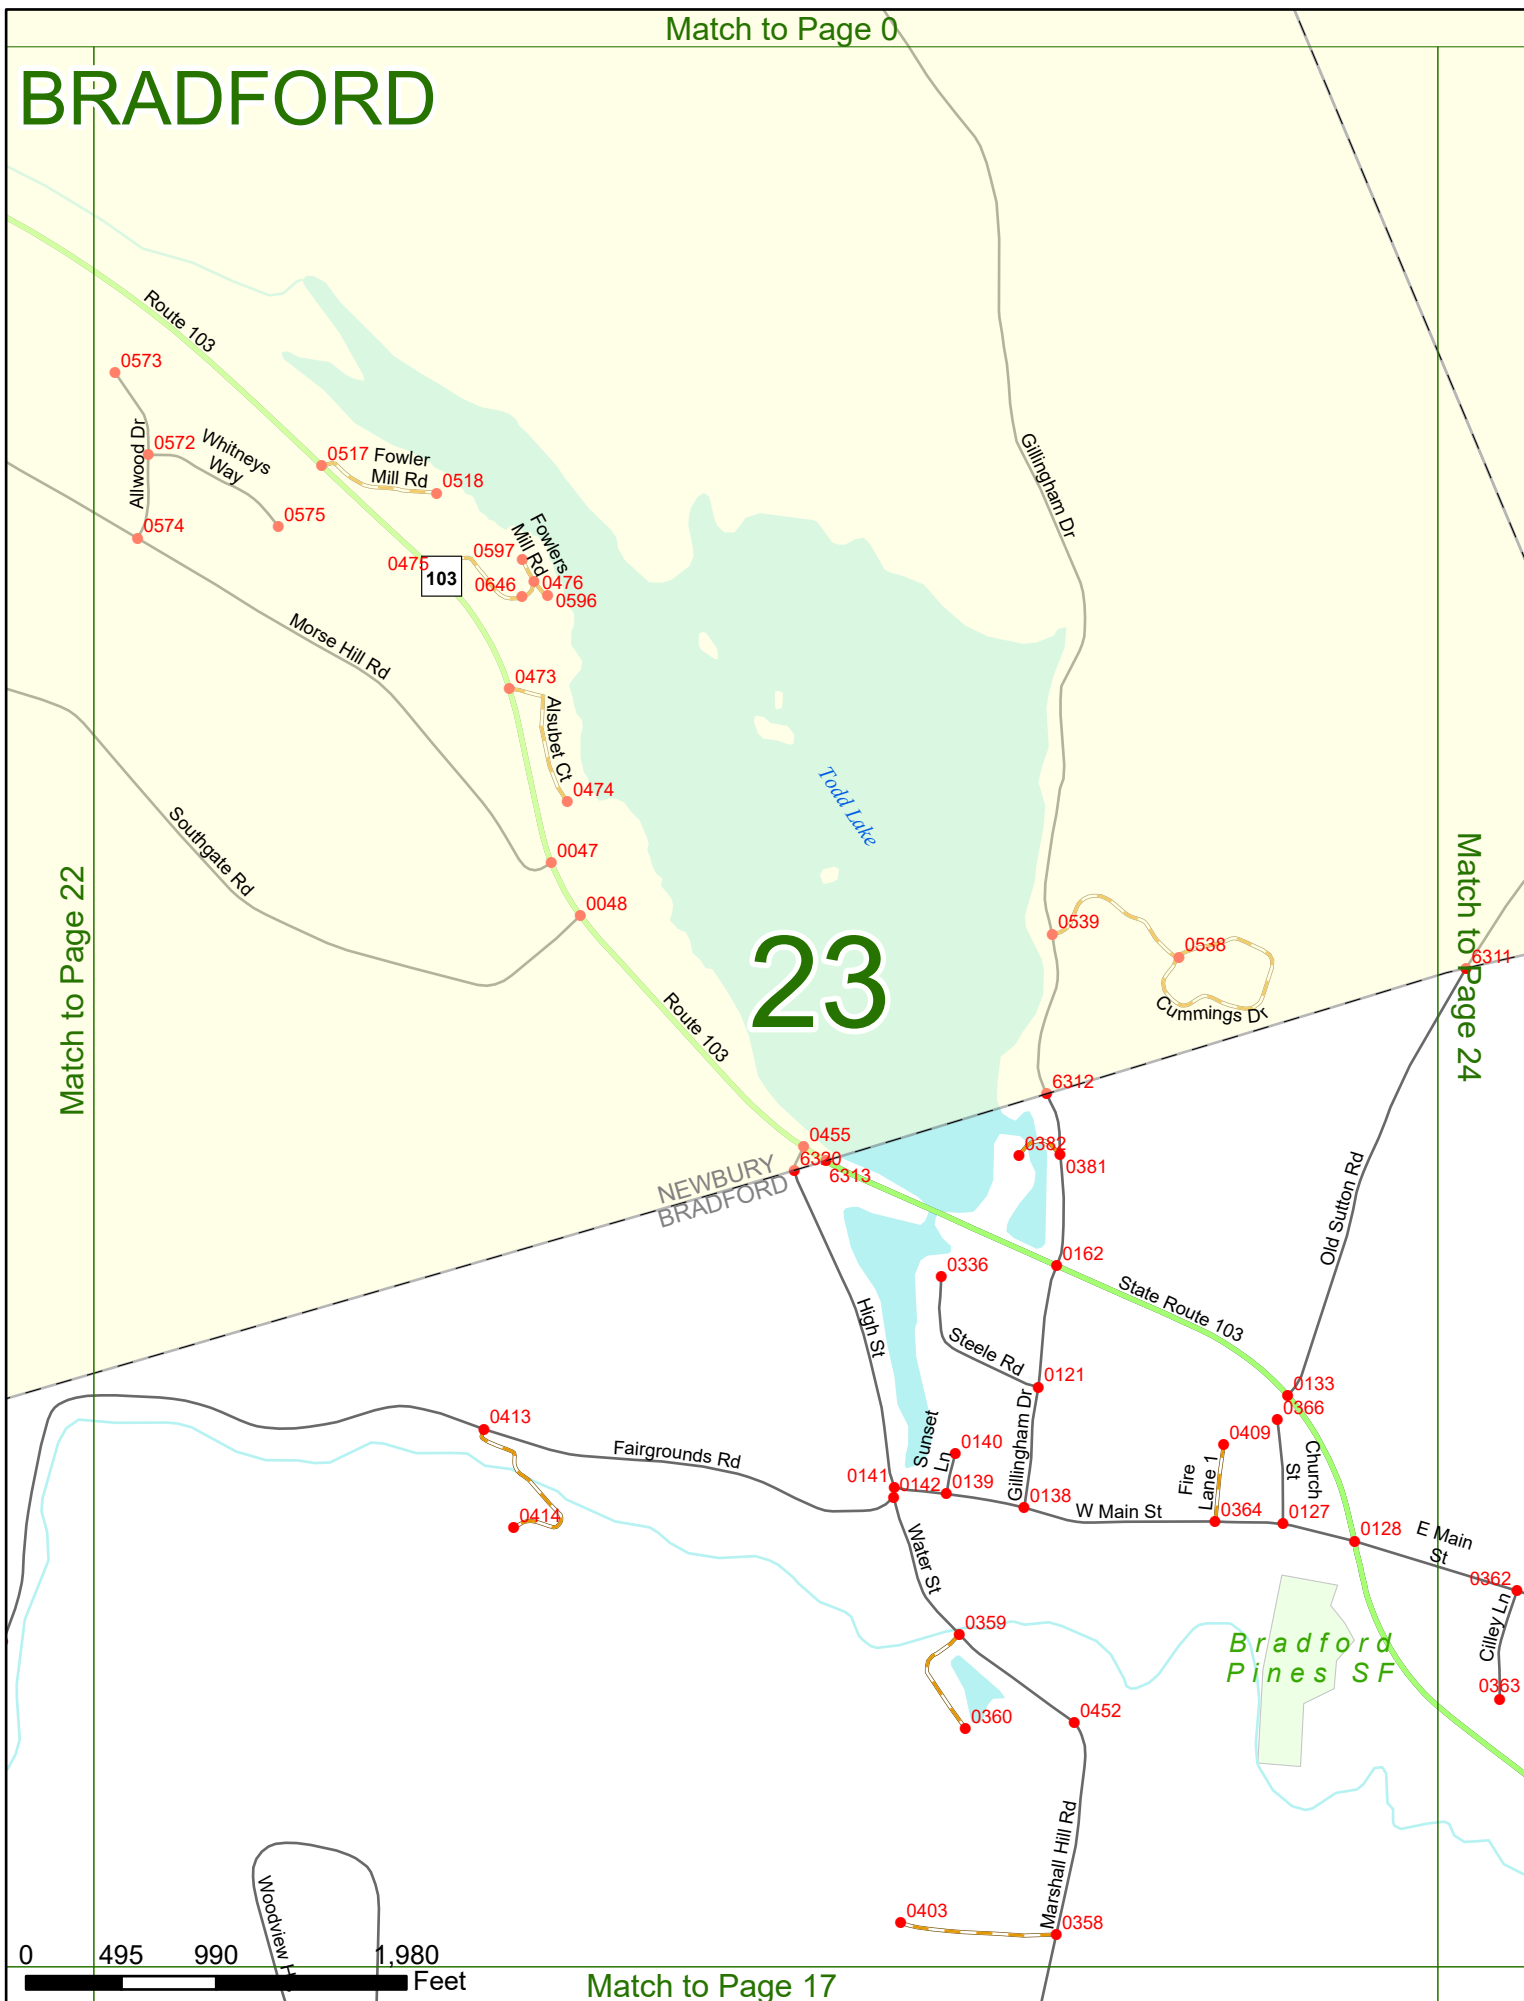 Match to Page 0
BRADFORD
Route 103
0573
Allwood Dr
0572
Whitneys
Way
0517
Fowler
Mill Rd
0518
0574
0575
0475
103
0597
Fowlers
Mill Rd
0476
0646
0596
Gillingham Dr
Morse Hill Rd
0473
Alsubet Ct
0474
Todd Lake
Southgate Rd
0047
0048
Match to Page 22
23
Route 103
0539
0538
Cummings Dr
Match to Page 24
6311
6312
0455
6320
6313
NEWBURY
BRADFORD
0382
0381
0162
Old Sutton Rd
0336
State Route 103
High St
Steele Rd
0121
0133
0366
0413
Fairgrounds Rd
Sunset
Ln
0140
Gillingham Dr
0409
Fire
Lane 1
Church
St
0141
0142
0139
0138
W Main St
0364
0127
0128
E Main
St
0414
Water St
0362
Cilley Ln
0359
Bradford
Pines SF
0363
0360
0452
Marshall Hill Rd
0403
0358
Woodview H
0 495 990 1,980
Feet
Match to Page 17